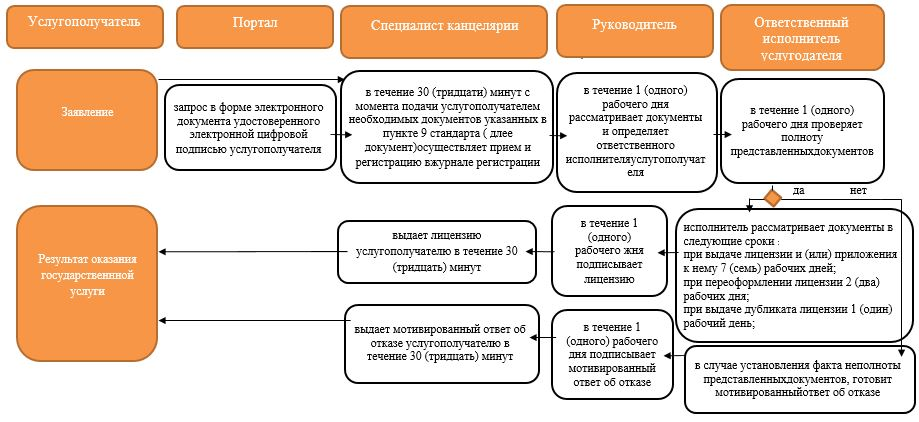 Услугополучатель
Портал
Специалист канцелярии
Руководитель
Ответственный
исполнитель
услугодателя
Заявление
запрос в форме электронного
документа удостоверенного
электронной цифровой
подписью услугополучателя
в течение 30 (тридцати) минут с
момента подачи услугополучателем
необходимых документов указанных в
пункте 9 стандарта ( длее
документ)осуществляет прием и
регистрацию вжурнале регистрации
в течение 1 (одного)
рабочего дня
рассматривает документы
и определяет
ответственного
исполнителяуслугополучат
еля
в течение 1 (одного)
рабочего дня проверяет
полноту
представленныхдокументов
да нет
Результат оказания
государственнной
услуги
выдает лицензию
услугополучателю в течение 30
(тридцать) минут
в течение 1
(одного)
рабочего жня
подписывает
лицензию
исполнитель рассматривает документы в
следующие сроки :
при выдаче лицензии и (или) приложения
к нему 7 (семь) рабочих дней;
при переоформлении лицензии 2 (два)
рабочих дня;
при выдаче дубликата лицензии 1 (один)
рабочий день;
выдает мотивированный ответ об
отказе услугополучателю в
течение 30 (тридцать) минут
в течение 1
(одного) рабочего
дня подписывает
мотивированный
ответ об отказе
в случае установления факта неполноты
представленныхдокументов, готовит
мотивированныйответ об отказе